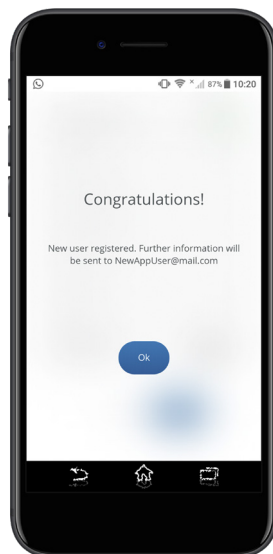 87% 10:20
Congratulations!
New user registered. Further information will
be sent to NewAppUser@mail.com
Ok